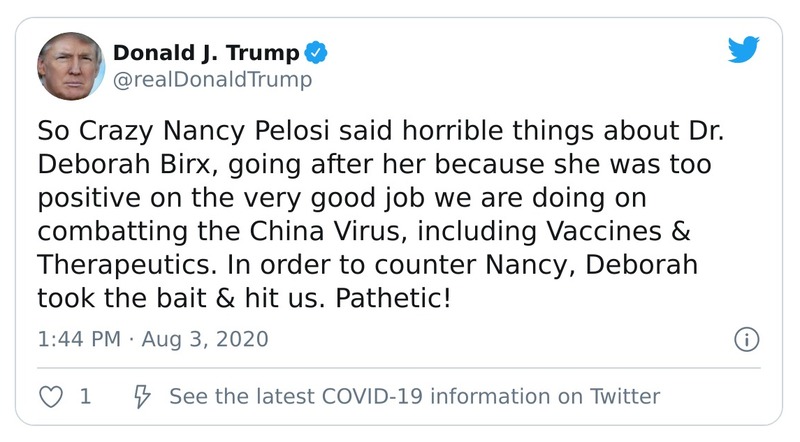 Donald J. Trump
@realDonaldTrump
So Crazy Nancy Pelosi said horrible things about Dr.
Deborah Birx, going after her because she was too
positive on the very good job we are doing on
combatting the China Virus, including Vaccines &
Therapeutics. In order to counter Nancy, Deborah
took the bait & hit us. Pathetic!
1:44 PM · Aug 3, 2020
1 See the latest COVID-19 information on Twitter